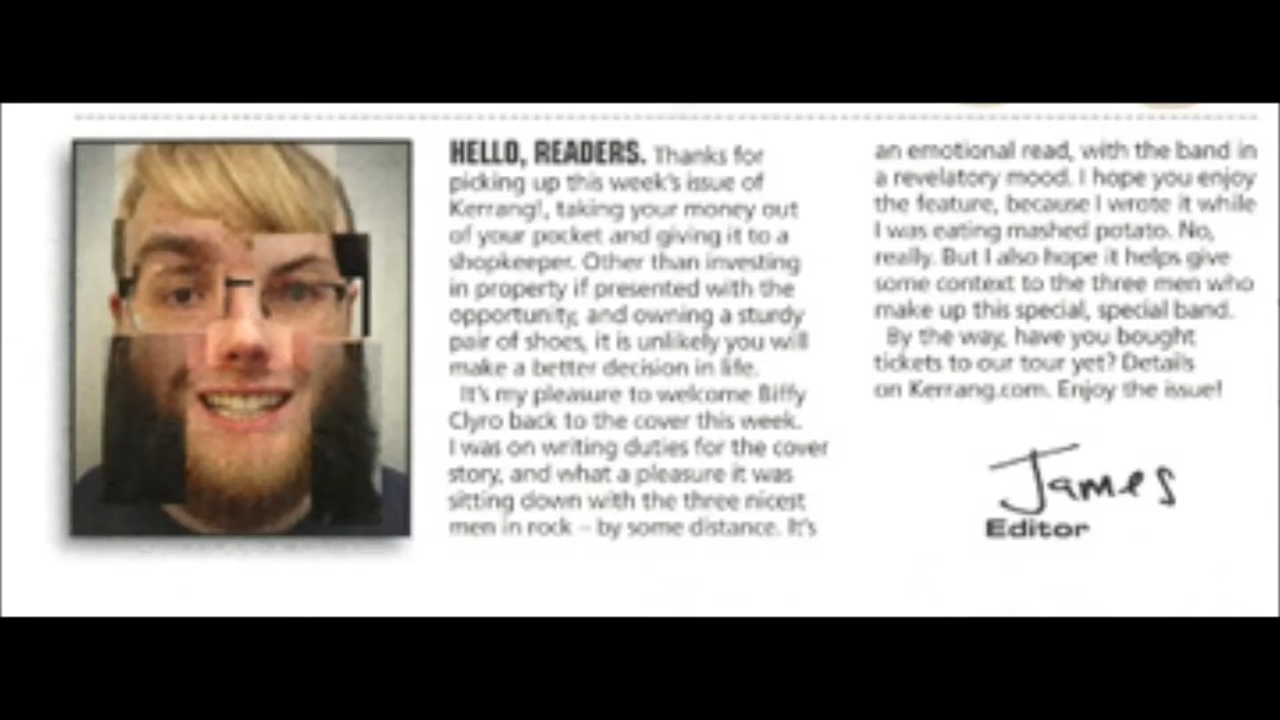 HELLO, READERS. Thanks for
picking up this week's issue of
Kerrang!, taking your money out
of your pocket and giving it to a
shopkeeper. Other than investing
in property if presented with the
opportunity, and owning a sturdy
pair of shoes, it is unlikely you will
make a better decision in life.
It's my pleasure to welcome Biffy
Clyro back to the cover this week.
I was on writing duties for the cover
story, and what a pleasure it was
sitting down with the three nicest
men in rock – by some distance. It's
an emotional read, with the band in
a revelatory mood. I hope you enjoy
the feature, because I wrote it while
I was eating mashed potato. No,
really. But I also hope it helps give
some context to the three men who
make up this special, special band.
By the way, have you bought
tickets to our tour yet? Details
on Kerrang.com. Enjoy the issue!
James
Editor